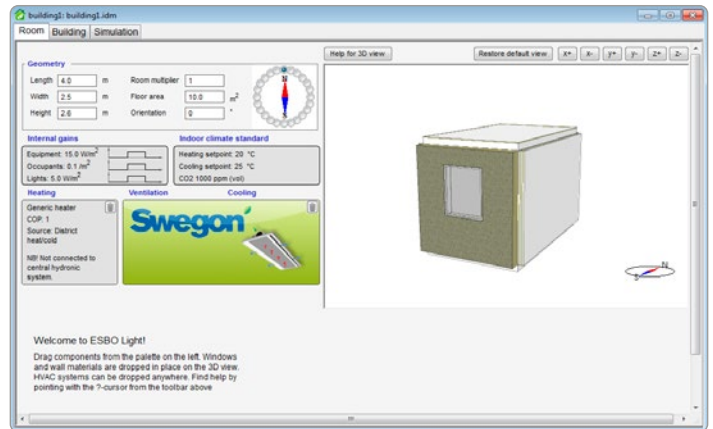 building1: building1.idm
Room Building Simulation
Help for 3D view Restore default view x+ x- y+ y- z+ z-
Geometry
Length 4.0 m Room multiplier 1
Width 2.5 m Floor area 10.0 m2
Height 2.6 m Orientation 0 °
N
S
Internal gains Indoor climate standard
Equipment: 15.0 W/m2
Occupants: 0.1 /m2
Lights: 5.0 W/m2
Heating setpoint: 20 °C
Cooling setpoint: 25 °C
CO2 1000 ppm (vol)
Heating Ventilation Cooling
Generic heater
COP: 1
Source: District
heat/cold
NB! Not connected to
central hydronic
system.
Swegon
N
S
Welcome to ESBO Light!
Drag components from the palette on the left. Windows
and wall materials are dropped in place on the 3D view.
HVAC systems can be dropped anywhere. Find help by
pointing with the ?-cursor from the toolbar above